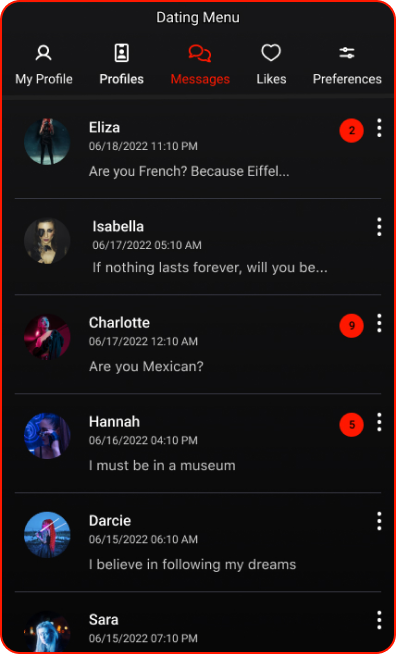 Dating Menu
My Profile Profiles Messages Likes Preferences
Eliza
2
06/18/2022 11:10 PM
Are you French? Because Eiffel...
Isabella
06/17/2022 05:10 AM
If nothing lasts forever, will you be...
Charlotte
9
06/17/2022 12:10 AM
Are you Mexican?
Hannah
5
06/16/2022 04:10 PM
I must be in a museum
Darcie
06/15/2022 06:10 AM
I believe in following my dreams
Sara
06/15/2022 07:10 PM